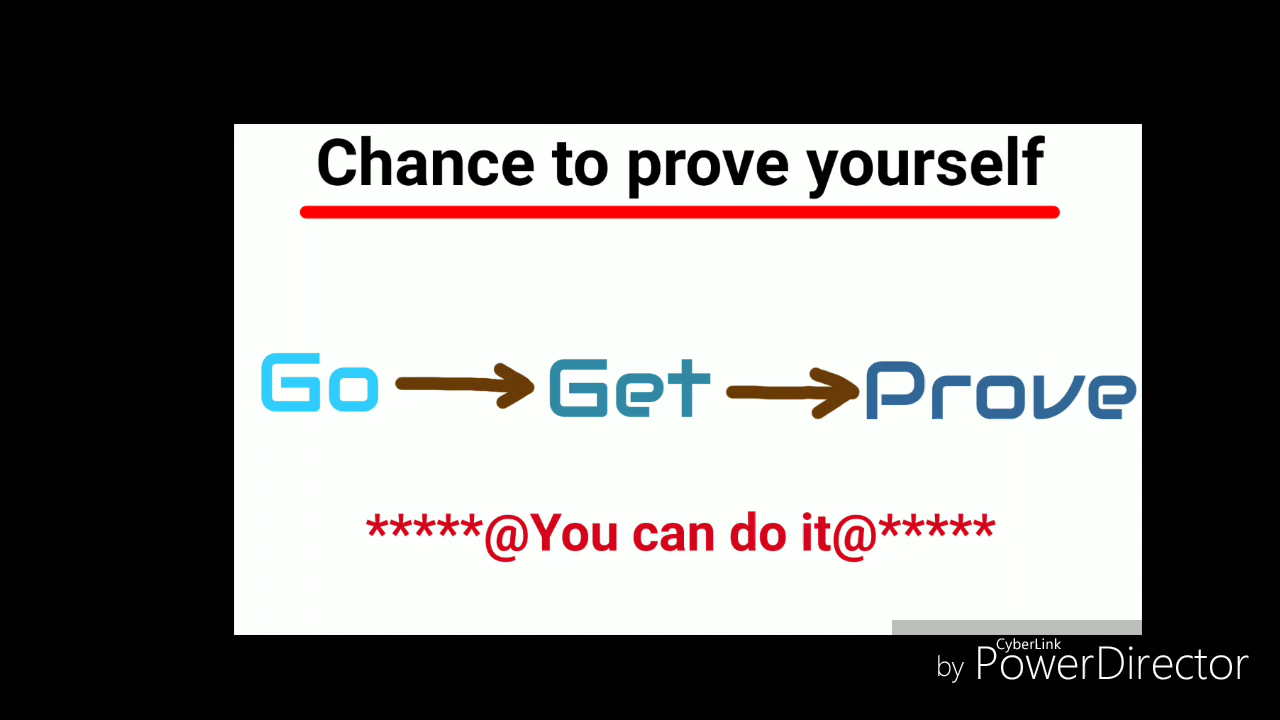 Chance to prove yourself
Go Get Prove
*****@You can do it@*****
CyberLink
by PowerDirector